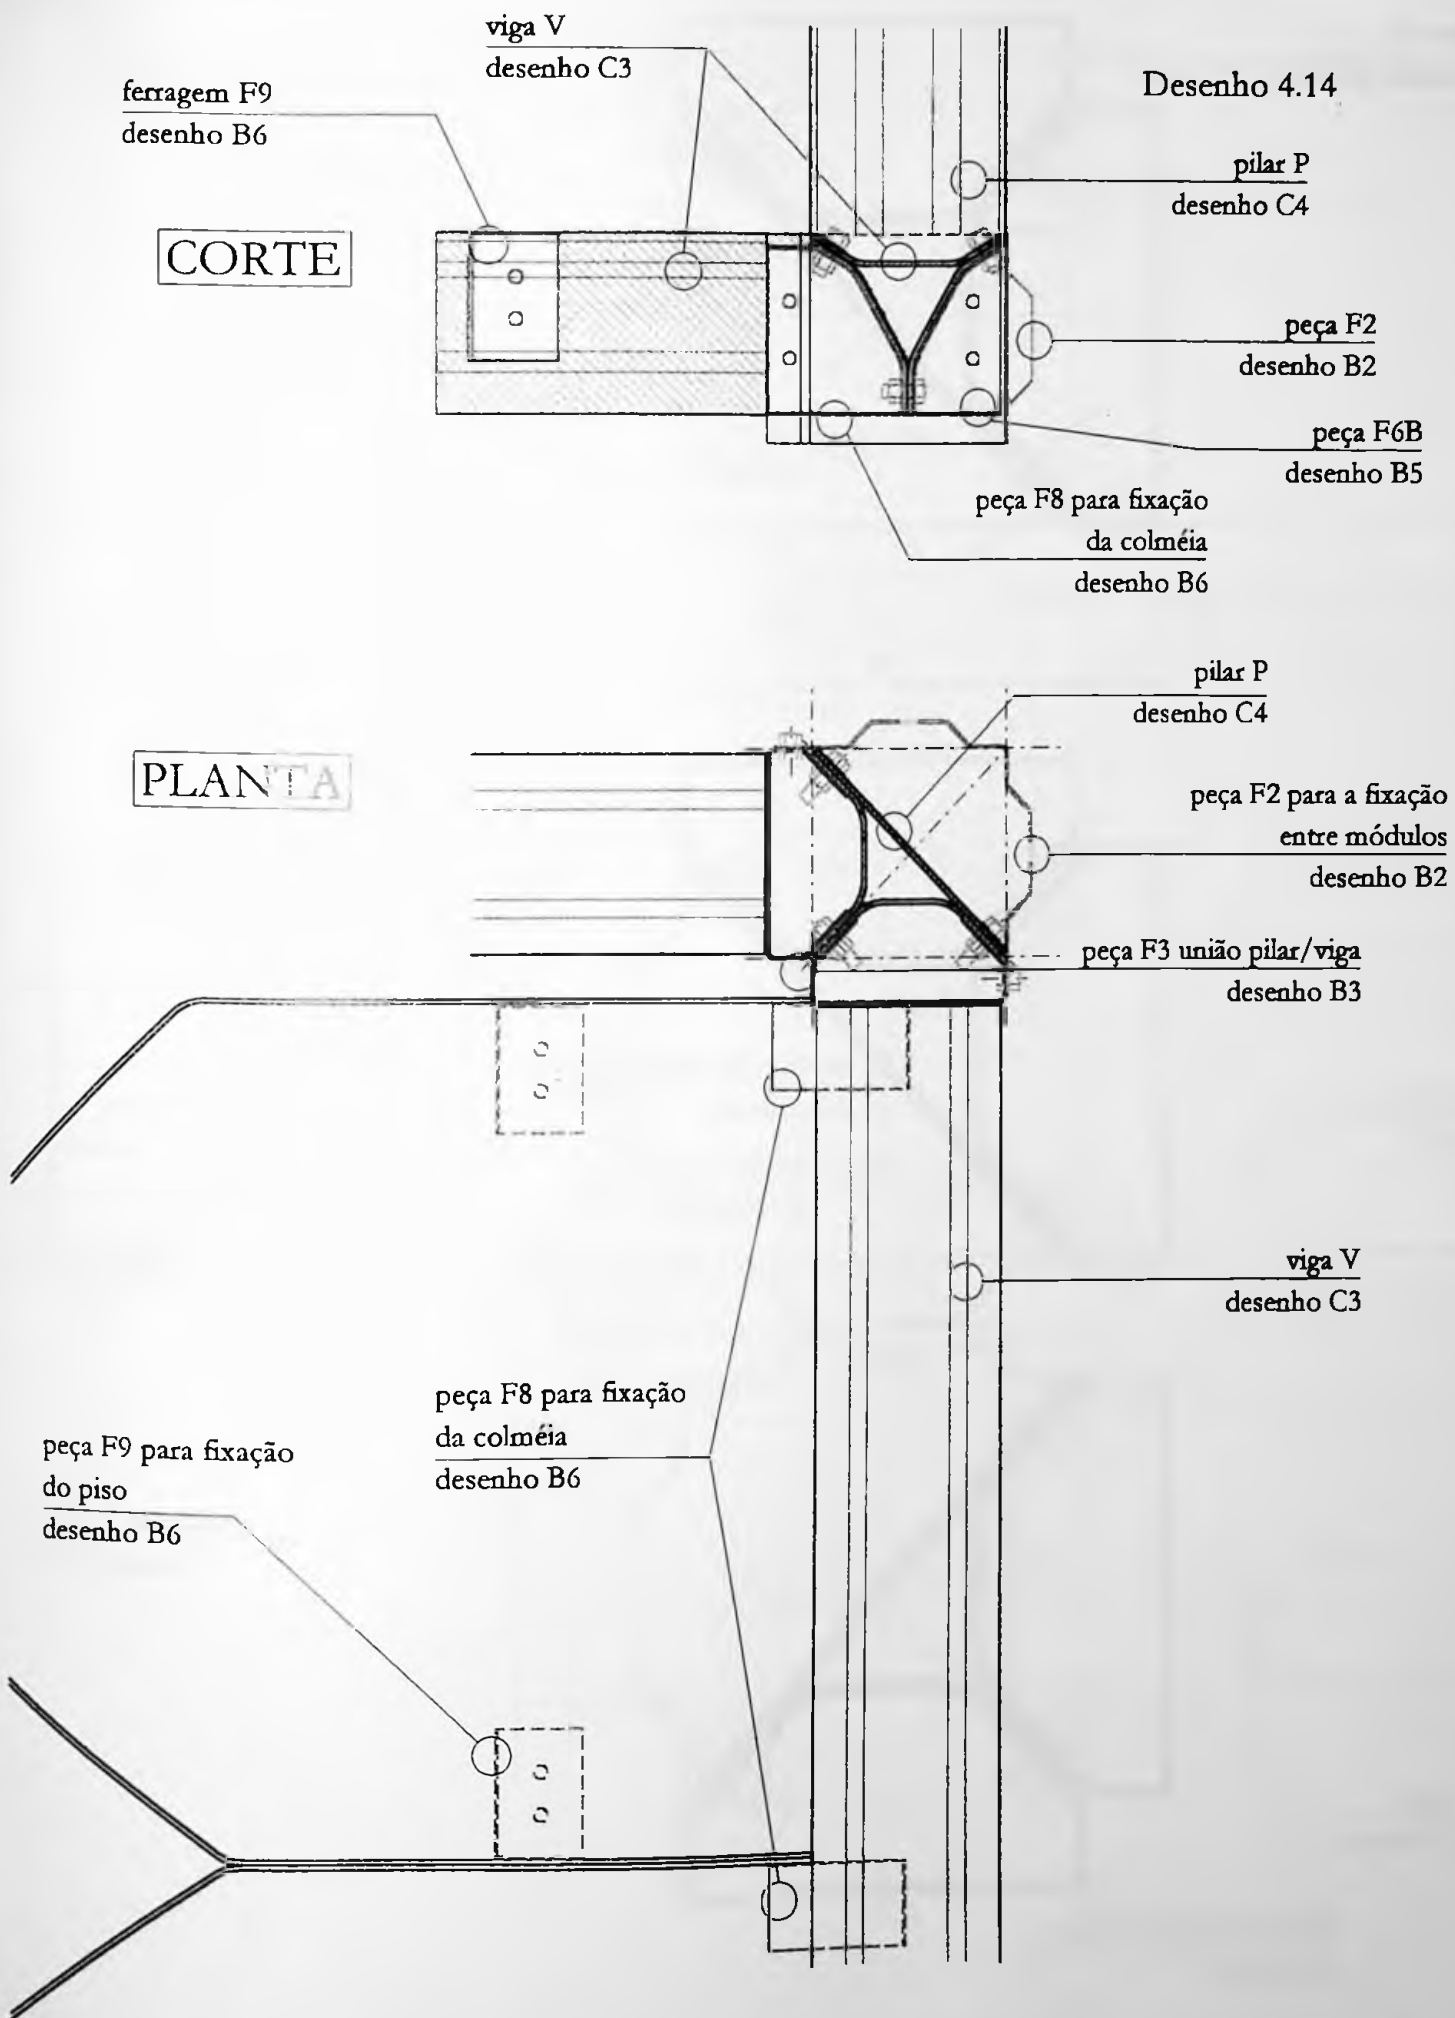 viga V
desenho C3
ferragem F9
desenho B6
Desenho 4.14
pilar P
desenho C4
CORTE
peça F2
desenho B2
peça F6B
desenho B5
peça F8 para fixação
da colméia
desenho B6
pilar P
desenho C4
PLANTA
peça F2 para a fixação
entre módulos
desenho B2
peça F3 união pilar/viga
desenho B3
viga V
desenho C3
peça F8 para fixação
da colméia
desenho B6
peça F9 para fixação
do piso
desenho B6